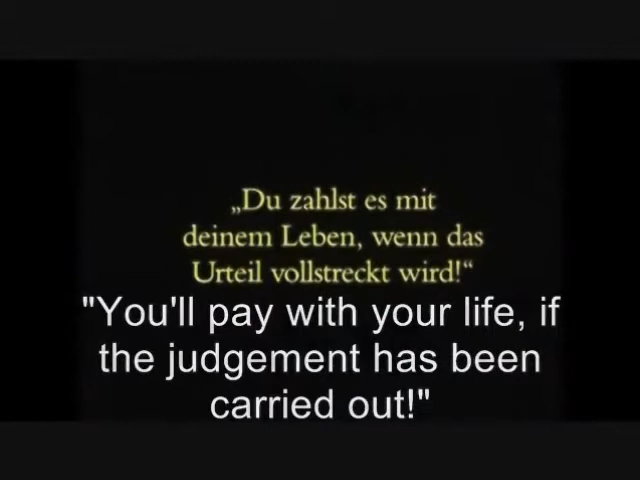 „Du zahlst es mit
deinem Leben, wenn das
Urteil vollstreckt wird!“
"You'll pay with your life, if
the judgement has been
carried out!"